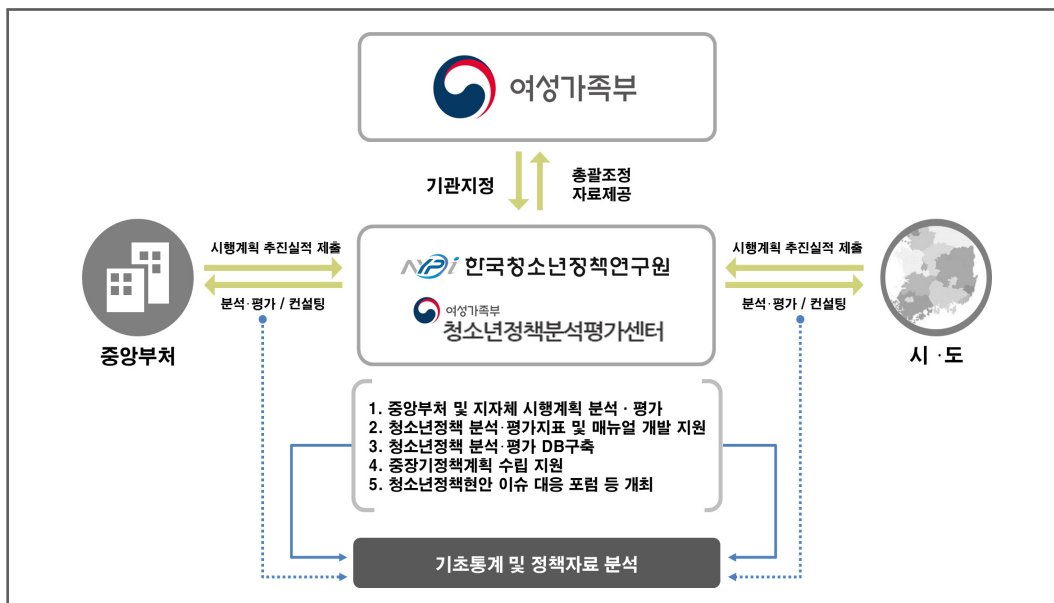 여성가족부
기관지정
총괄조정
자료제공
시행계획 추진실적 제출
분석·평가 / 컨설팅
중앙부처
NYPi 한국청소년정책연구원
여성가족부
청소년정책분석평가센터
시행계획 추진실적 제출
분석·평가 / 컨설팅
시 ·도
1. 중앙부처 및 지자체 시행계획 분석 · 평가
2. 청소년정책 분석·평가지표 및 매뉴얼 개발 지원
3. 청소년정책 분석·평가 DB구축
4. 중장기정책계획 수립 지원
5. 청소년정책현안 이슈 대응 포럼 등 개최
기초통계 및 정책자료 분석